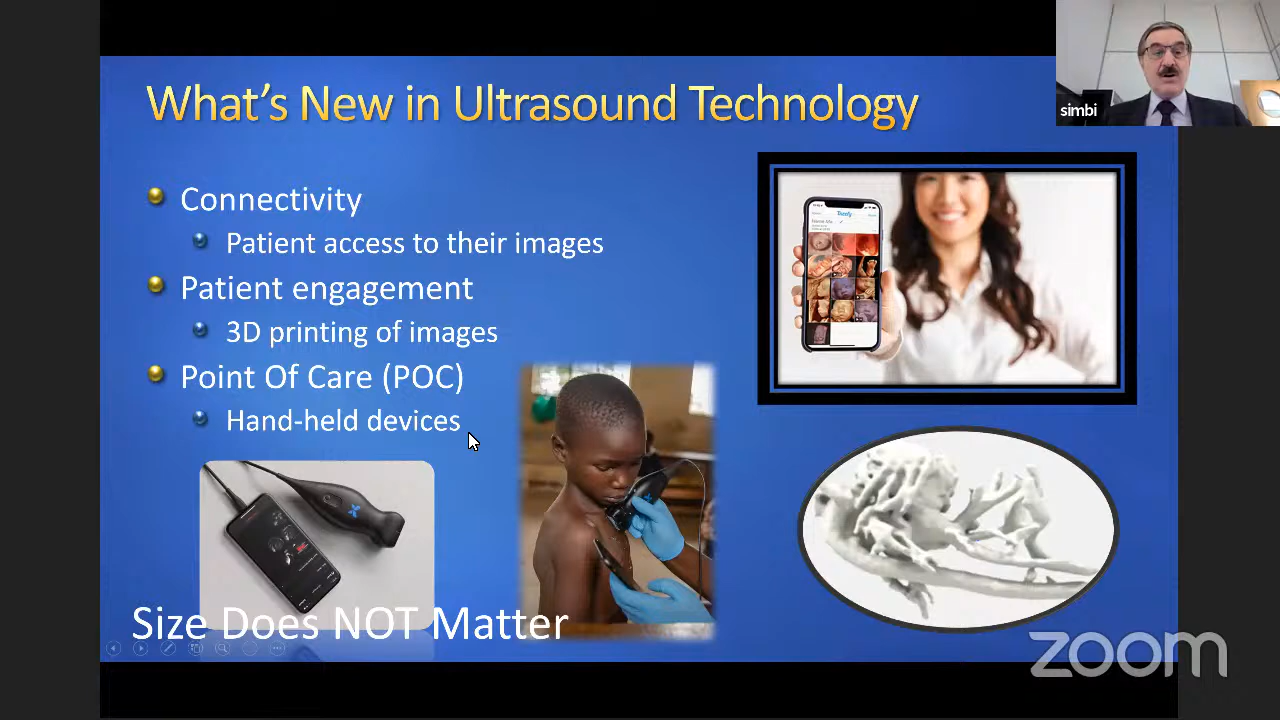 What's New in Ultrasound Technology
simbi
Connectivity
Patient access to their images
Patient engagement
3D printing of images
Point Of Care (POC)
Hand-held devices
Size Does NOT Matter
zoom